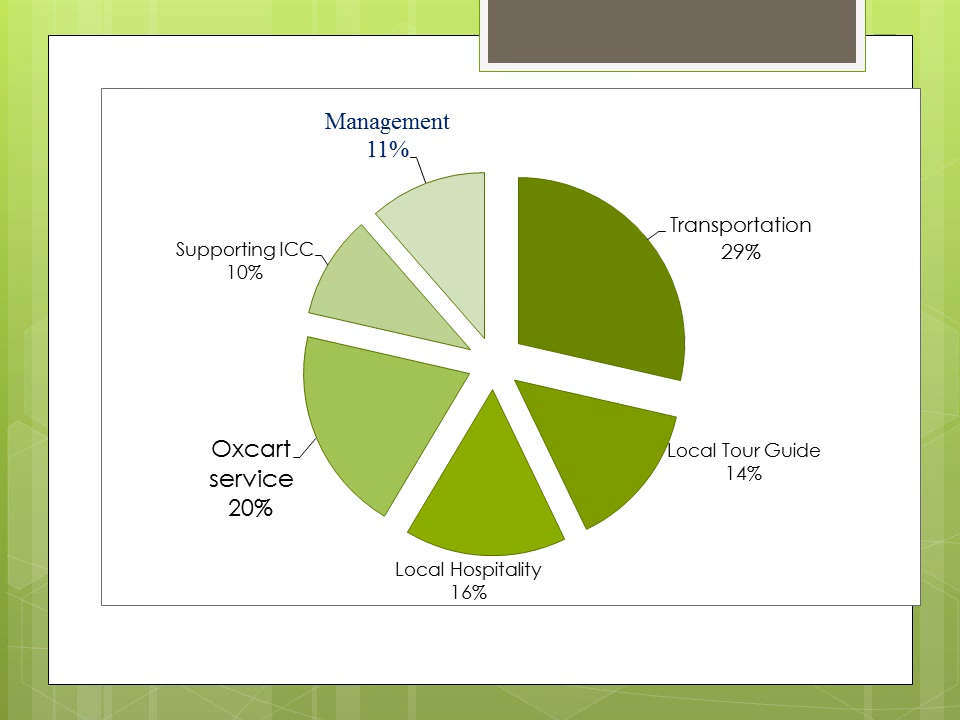 Management
11%
Transportation
29%
Supporting ICC
10%
Oxcart
service
20%
Local Tour Guide
14%
Local Hospitality
16%